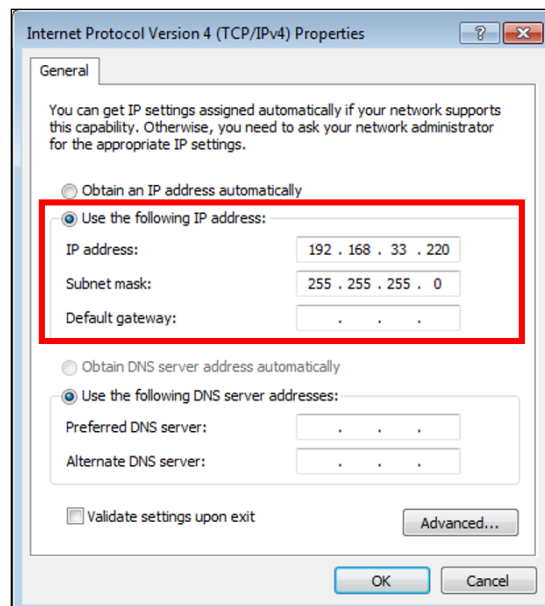 Internet Protocol Version 4 (TCP/IPv4) Properties
General
You can get IP settings assigned automatically if your network supports
this capability. Otherwise, you need to ask your network administrator
for the appropriate IP settings.
Obtain an IP address automatically
Use the following IP address:
IP address: 192 . 168 . 33 . 220
Subnet mask: 255 . 255 . 255 . 0
Default gateway: . . .
Obtain DNS server address automatically
Use the following DNS server addresses:
Preferred DNS server: . . .
Alternate DNS server: . . .
Validate settings upon exit
Advanced...
OK Cancel